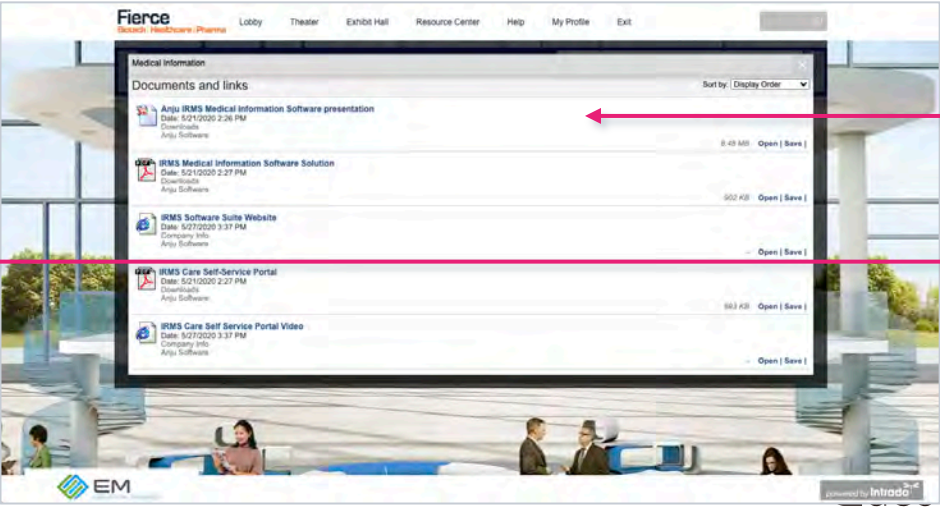 Fierce
Biotech Healthcare Pharma
Lobby Theater Exhibit Hall Resource Center Help My Profile Exit
Medical Information
Documents and links
Sort by: Display Order
Anju IRMS Medical Information Software presentation
Date: 5/21/2020 2:26 PM
Downloads
Anju Software
9.48 MB Open | Save |
IRMS Medical Information Software Solution
Date: 5/21/2020 2:27 PM
Downloads
Anju Software
902 KB Open | Save |
IRMS Software Suite Website
Date: 5/27/2020 3:37 PM
Company Info
Anju Software
- Open | Save |
IRMS Care Self-Service Portal
Date: 5/21/2020 2:27 PM
Downloads
Anju Software
KB Open | Save |
IRMS Care Self Service Portal Video
Date: 5/27/2020 3:37 PM
Company Info
Anju Software
- Open | Save |
EM
powered by Intrado